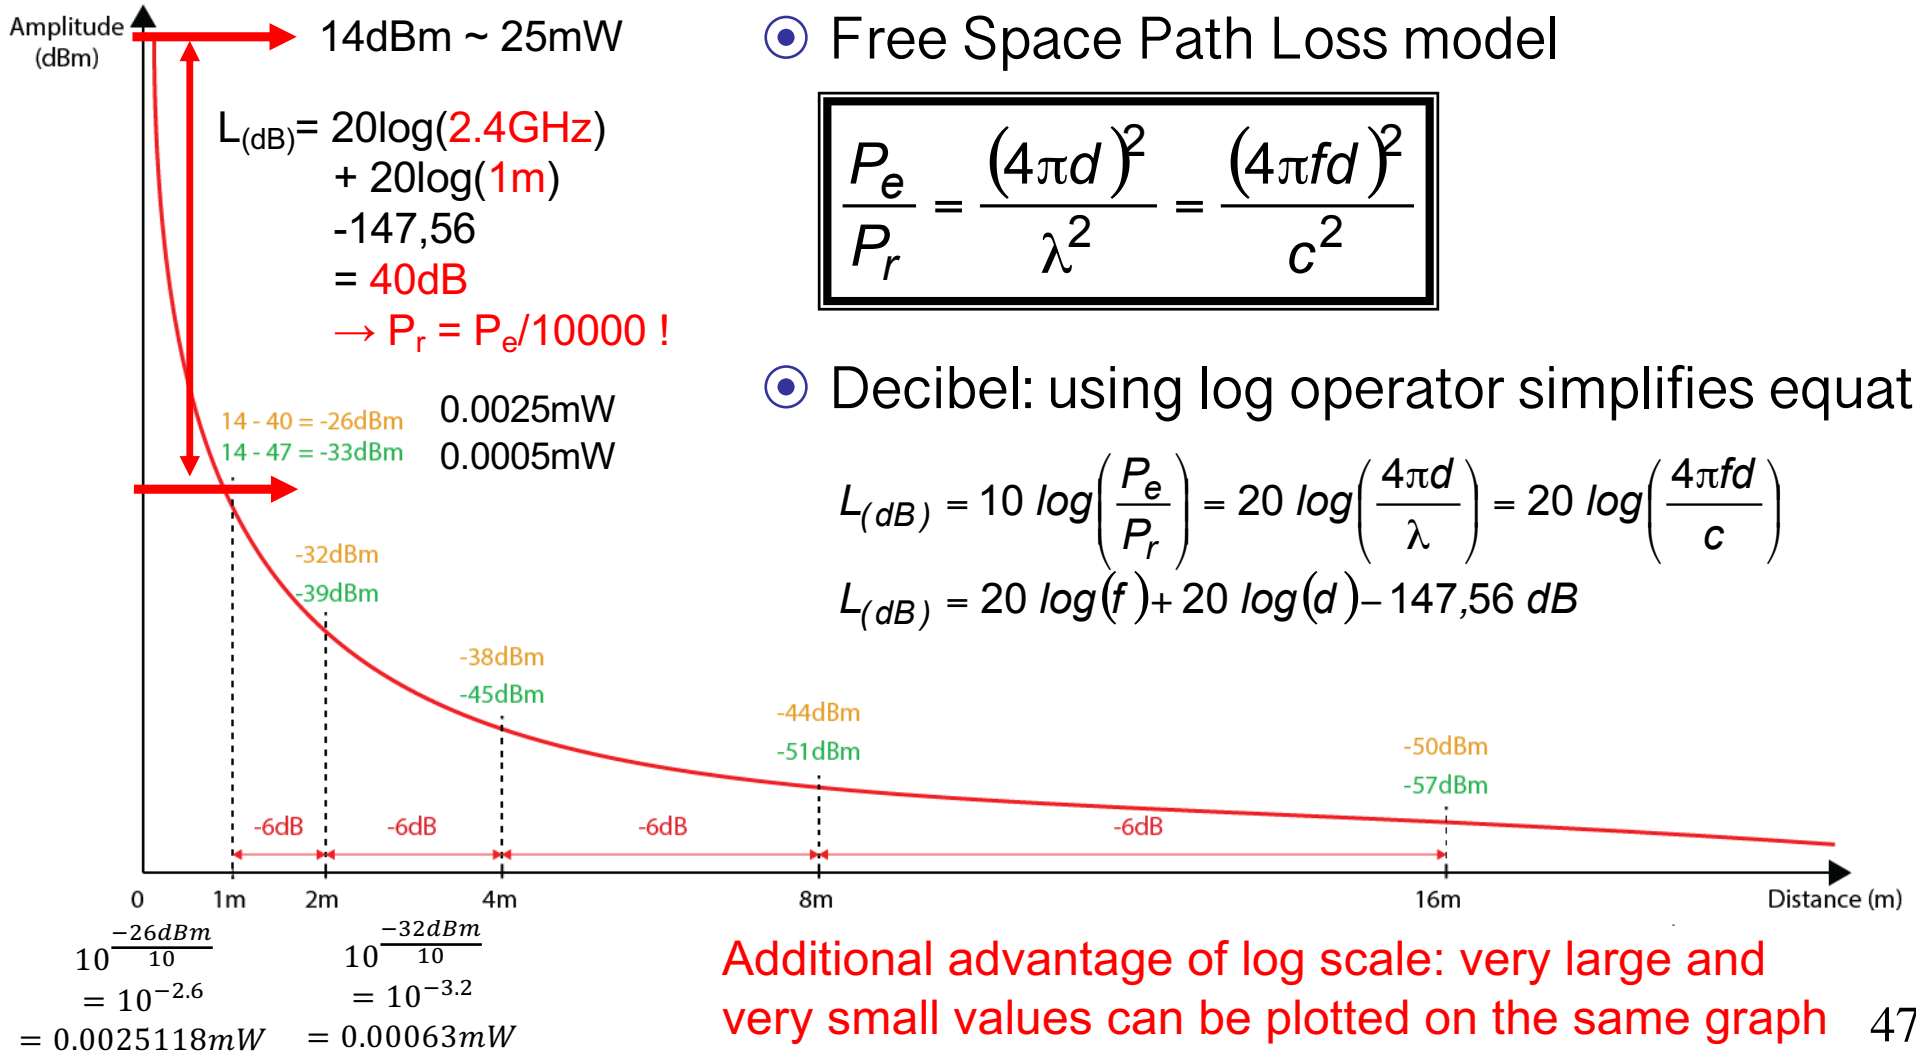 Amplitude
(dBm)
14dBm ~ 25mW
L(dB)= 20log(2.4GHz)
+ 20log(1m)
-147,56
= 40dB
→ Pr = Pe/10000 !
14 - 40 = -26dBm 0.0025mW
14 - 47 = -33dBm 0.0005mW
-32dBm
-39dBm
-38dBm
-45dBm
-44dBm
-51dBm
-50dBm
-57dBm
-6dB -6dB -6dB -6dB
0 1m 2m 4m 8m 16m Distance (m)
10^(-26dBm/10)
= 10^-2.6
= 0.0025118mW
10^(-32dBm/10)
= 10^-3.2
= 0.00063mW
Free Space Path Loss model
Pe/Pr = (4πd)²/λ² = (4πfd)²/c²
Decibel: using log operator simplifies equat
L(dB) = 10 log(Pe/Pr) = 20 log(4πd/λ) = 20 log(4πfd/c)
L(dB) = 20 log(f)+20 log(d)–147,56 dB
Additional advantage of log scale: very large and
very small values can be plotted on the same graph
47